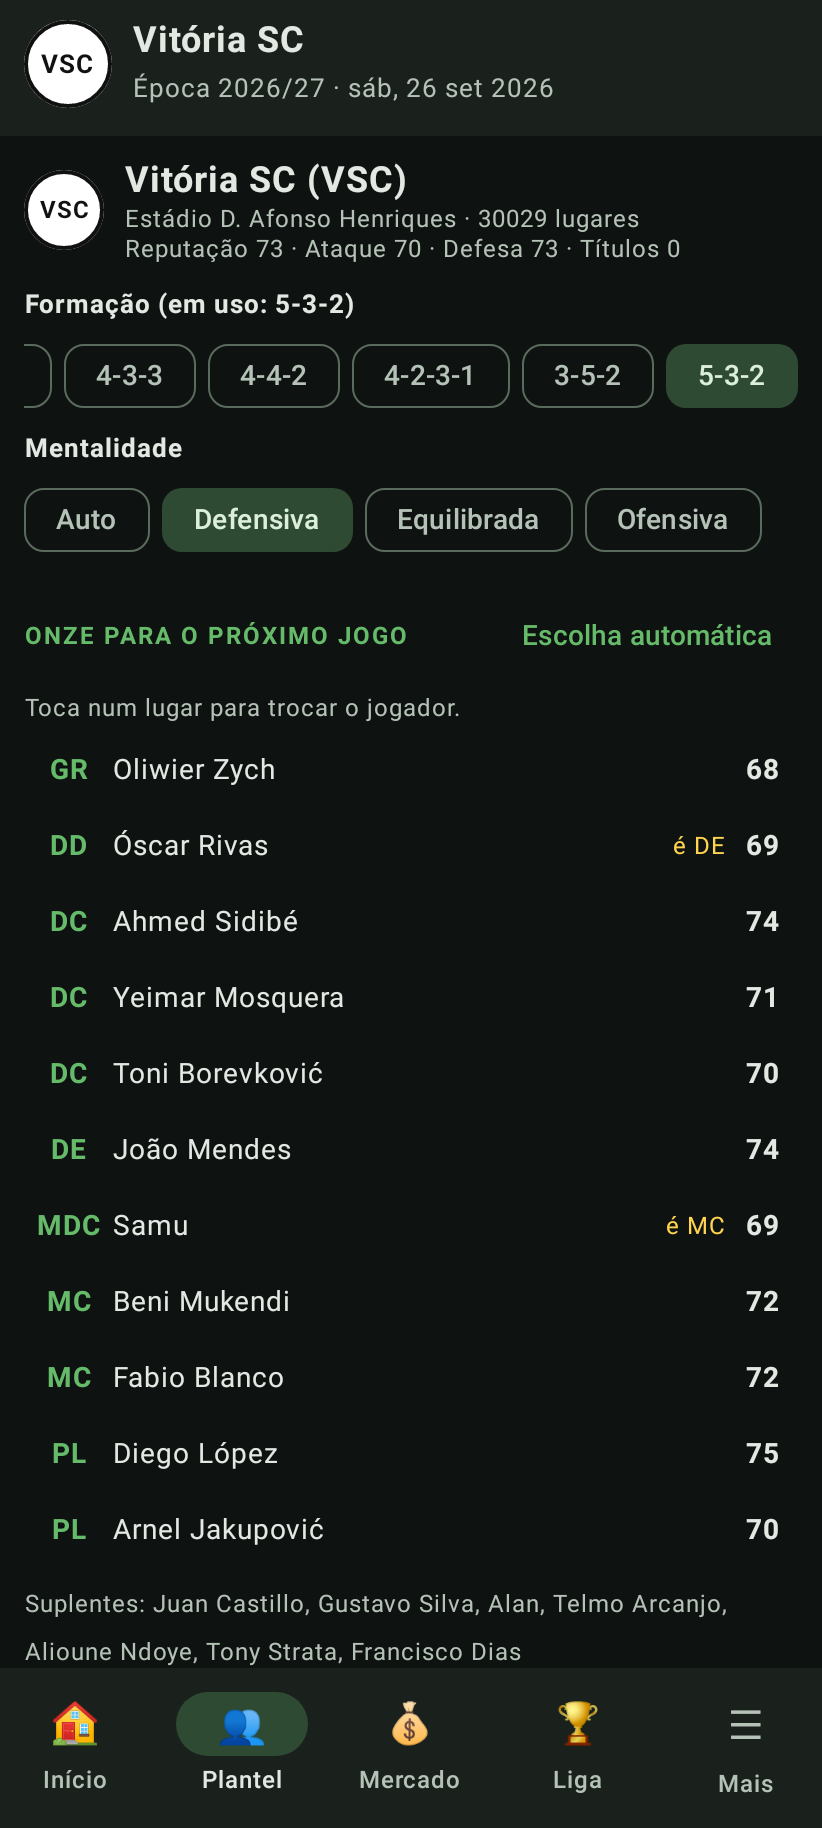 VSC
Vitória SC
Época 2026/27 · sáb, 26 set 2026
VSC
Vitória SC (VSC)
Estádio D. Afonso Henriques · 30029 lugares
Reputação 73 · Ataque 70 · Defesa 73 · Títulos 0
Formação (em uso: 5-3-2)
4-3-3 4-4-2 4-2-3-1 3-5-2 5-3-2
Mentalidade
Auto Defensiva Equilibrada Ofensiva
ONZE PARA O PRÓXIMO JOGO Escolha automática
Toca num lugar para trocar o jogador.
GR Oliwier Zych 68
DD Óscar Rivas é DE 69
DC Ahmed Sidibé 74
DC Yeimar Mosquera 71
DC Toni Borevković 70
DE João Mendes 74
MDC Samu é MC 69
MC Beni Mukendi 72
MC Fabio Blanco 72
PL Diego López 75
PL Arnel Jakupović 70
Suplentes: Juan Castillo, Gustavo Silva, Alan, Telmo Arcanjo,
Alioune Ndoye, Tony Strata, Francisco Dias
Início Plantel Mercado Liga Mais